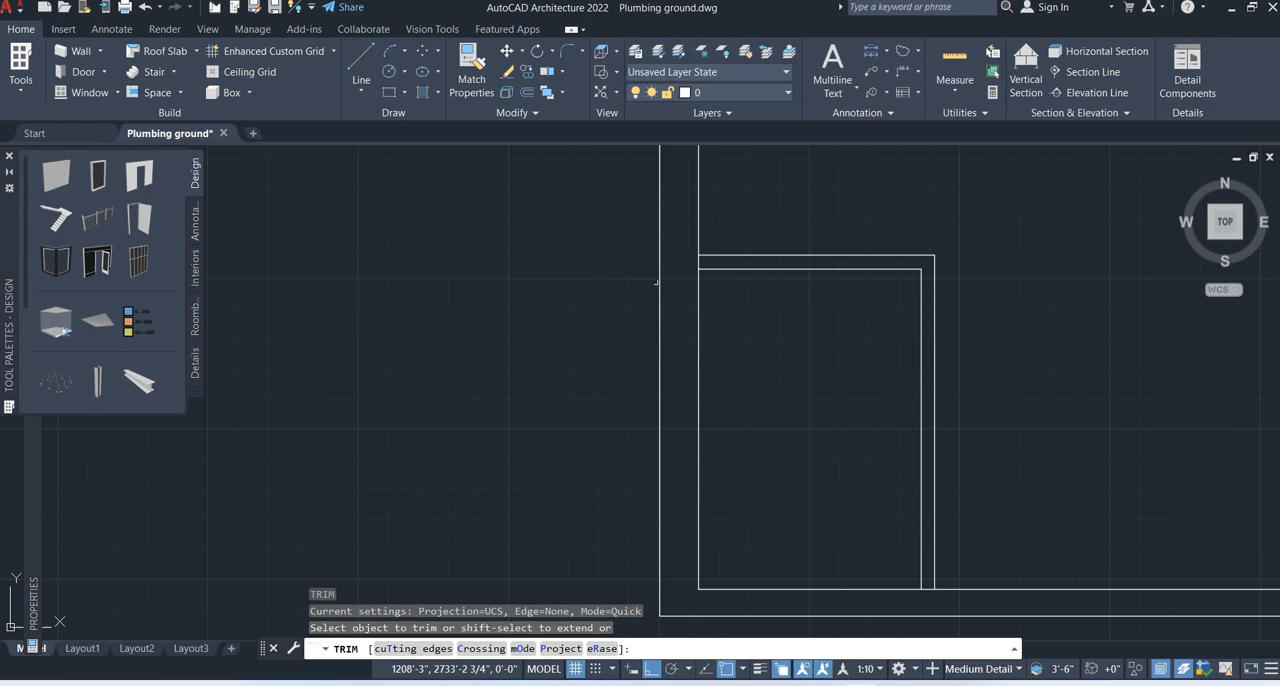 Share
AutoCAD Architecture 2022 Plumbing ground.dwg
Type a keyword or phrase
Sign In
Home Insert Annotate Render View Manage Add-ins Collaborate Vision Tools Featured Apps
Tools
Wall Roof Slab Enhanced Custom Grid
Door Stair Ceiling Grid
Window Space Box
Build
Line
Draw
Match
Properties
Modify
View
Unsaved Layer State
0
Layers
Multiline
Text
Annotation
Measure
Utilities
Vertical
Section
Horizontal Section
Section Line
Elevation Line
Section & Elevation
Detail
Components
Details
Start Plumbing ground*
Design
Annota...
Interiors
Roomb...
Details
TOOL PALETTES - DESIGN
PROPERTIES
N
W TOP E
S
WCS
Y
X
TRIM
Current settings: Projection=UCS, Edge=None, Mode=Quick
Select object to trim or shift-select to extend or
TRIM [cuTting edges Crossing mOde Project eRase]:
M Layout1 Layout2 Layout3
1208'-3", 2733'-2 3/4", 0'-0" MODEL 1:10 Medium Detail 3'-6" +0"